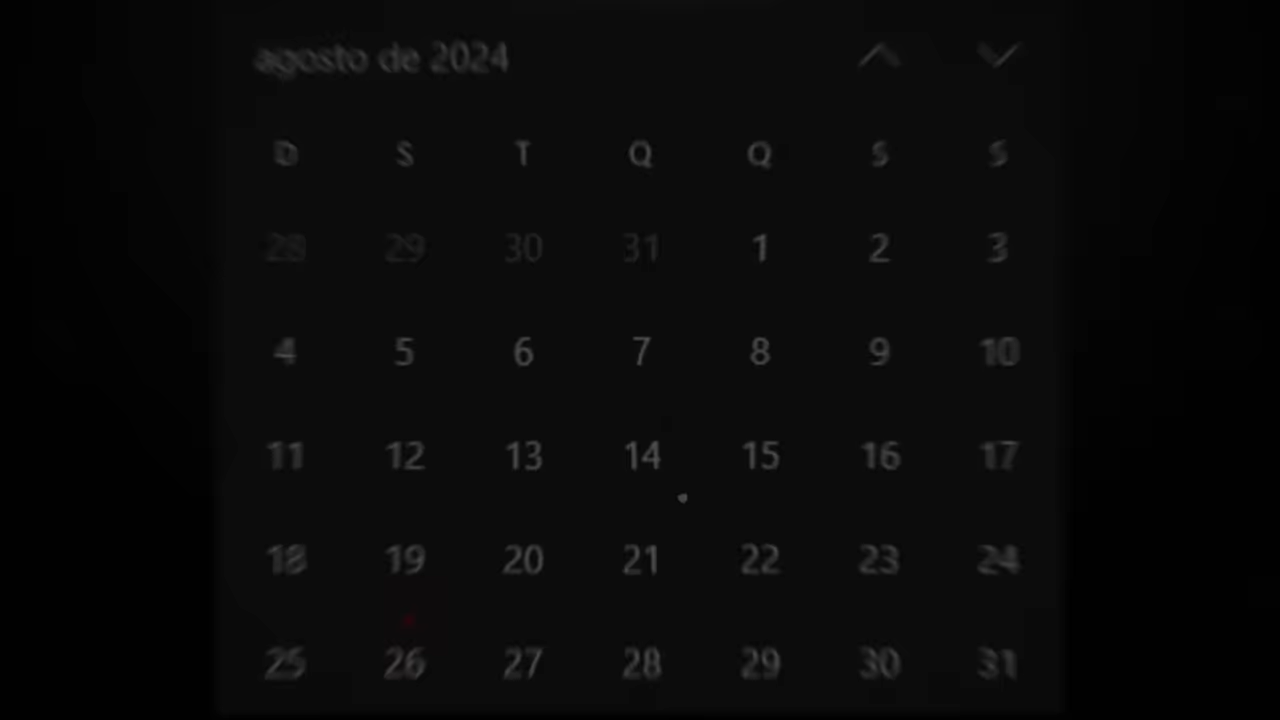 agosto de 2024
D S T Q Q S S
28 29 30 31 1 2 3
4 5 6 7 8 9 10
11 12 13 14 15 16 17
18 19 20 21 22 23 24
25 26 27 28 29 30 31